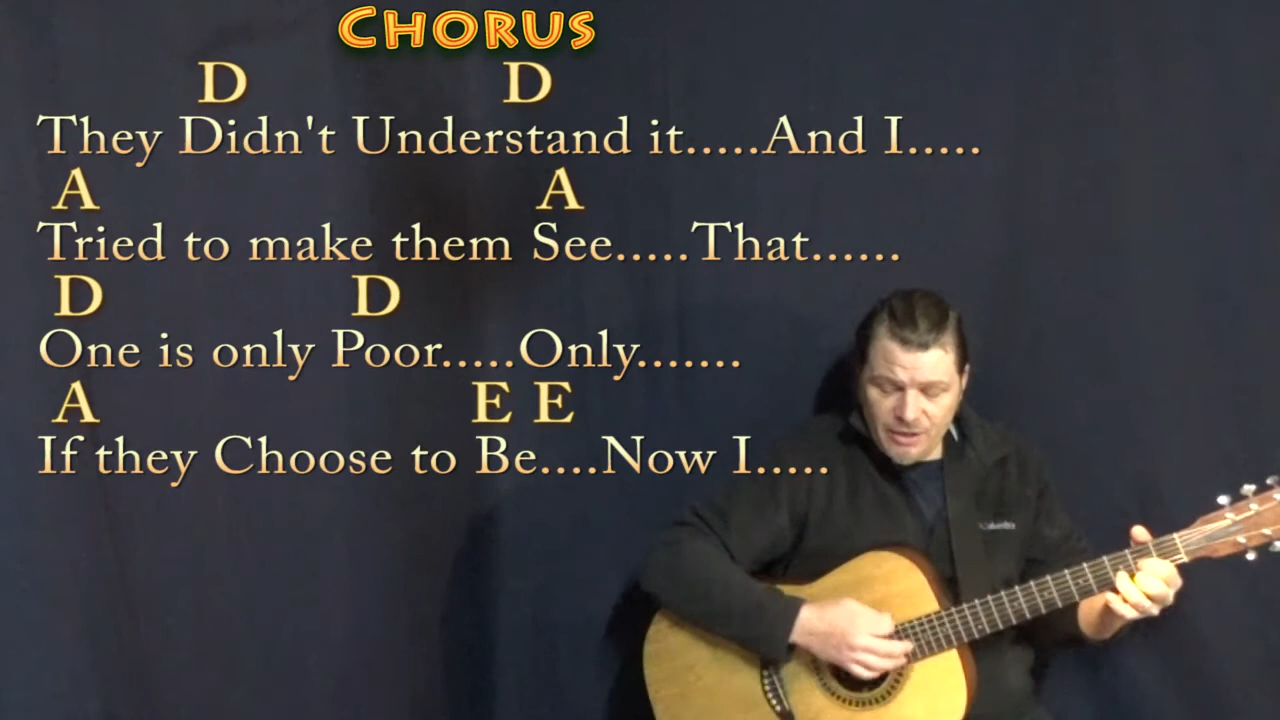 CHORUS
D D
They Didn't Understand it.....And I.....
A A
Tried to make them See.....That......
D D
One is only Poor.....Only.......
A E E
If they Choose to Be....Now I.....
Columbia